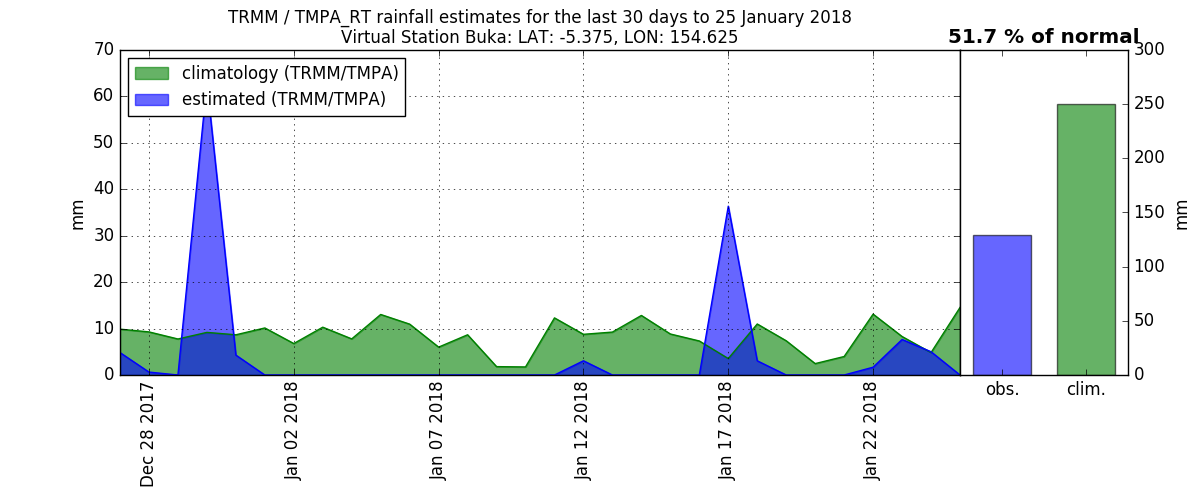 TRMM / TMPA_RT rainfall estimates for the last 30 days to 25 January 2018
Virtual Station Buka: LAT: -5.375, LON: 154.625
51.7 % of normal
climatology (TRMM/TMPA)
estimated (TRMM/TMPA)
70
60
50
40
30
20
10
0
mm
Dec 28 2017
Jan 02 2018
Jan 07 2018
Jan 12 2018
Jan 17 2018
Jan 22 2018
obs.
clim.
300
250
200
150
100
50
0
mm